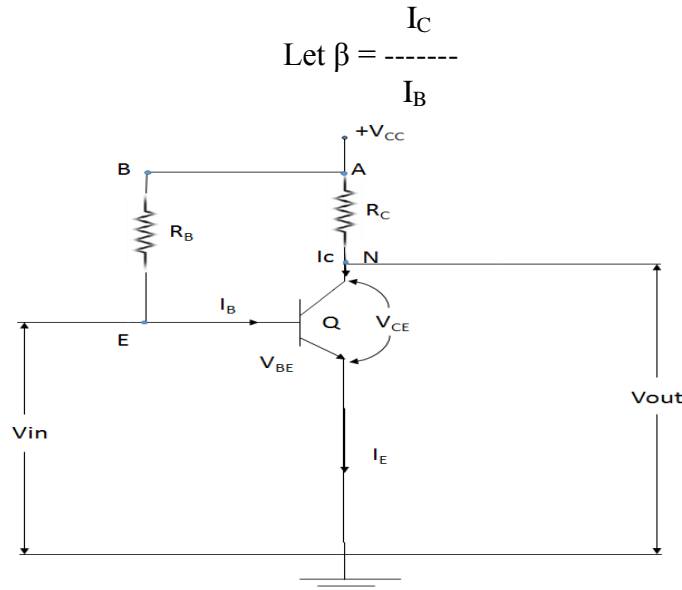 I_C
Let β = -------
I_B
+V_CC
B A
R_B R_C
Ic N
I_B Q V_CE
E
V_BE
Vin Vout
I_E